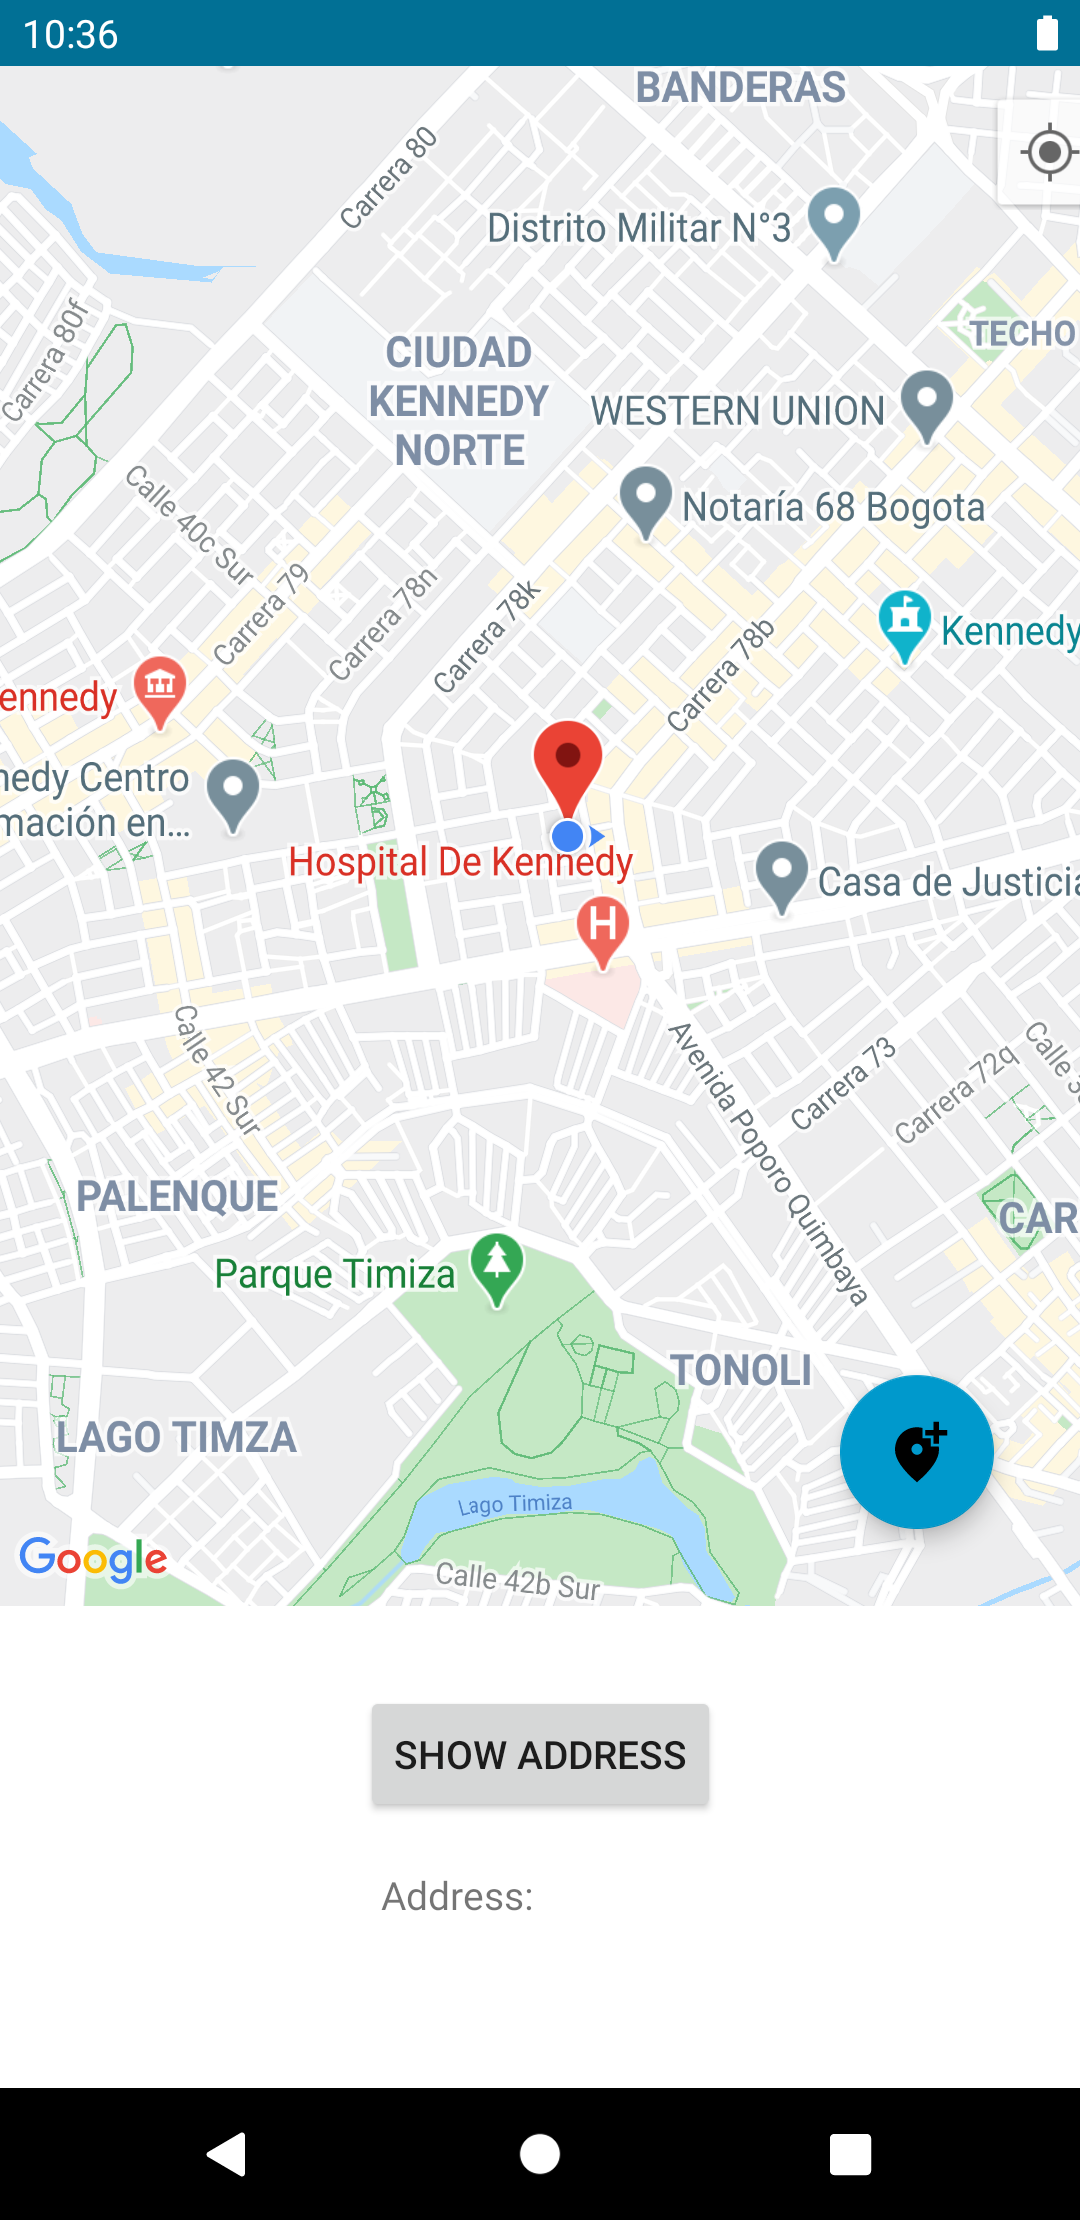 10:36
BANDERAS
Carrera 80
Distrito Militar N°3
Carrera 80f
TECHO
CIUDAD
KENNEDY
NORTE
WESTERN UNION
Calle 40c Sur
Notaría 68 Bogota
Carrera 79
Carrera 78n
Carrera 78k
Carrera 78b
Kennedy
ennedy
nedy Centro
mación en...
Hospital De Kennedy
H
Casa de Justicia
Calle 42 Sur
Avenida Poporo Quimbaya
Carrera 73
Carrera 72q
Calle 3
PALENQUE
CAR
Parque Timiza
TONOLI
LAGO TIMZA
Lago Timiza
Google
Calle 42b Sur
SHOW ADDRESS
Address: